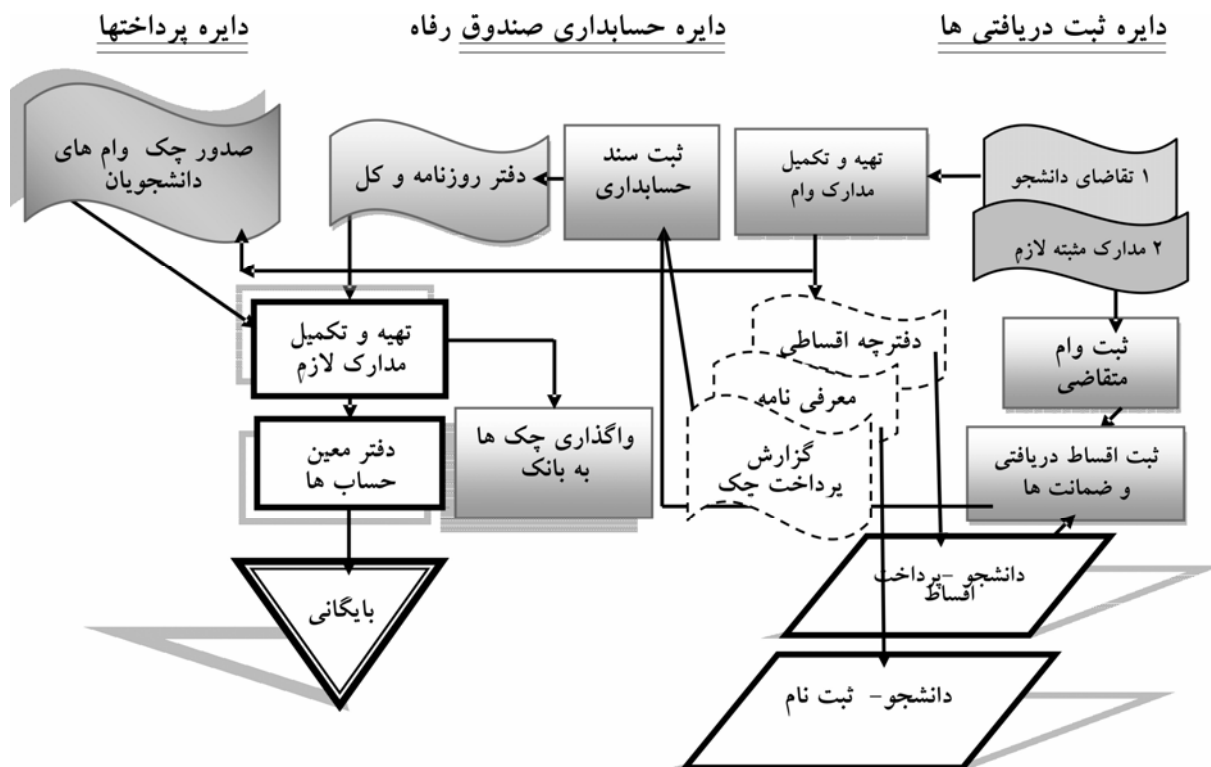 دایره ثبت دریافتی ها
دایره حسابداری صندوق رفاه
دایره پرداختها
۱ تقاضای دانشجو
۲ مدارک مثبته لازم
تهیه و تکمیل
مدارک وام
ثبت سند
حسابداری
دفتر روزنامه و کل
صدور چک وام های
دانشجویان
ثبت وام
متقاضی
ثبت اقساط دریافتی
و ضمانت ها
دفترچه اقساطی
معرفی نامه
گزارش
پرداخت چک
تهیه و تکمیل
مدارک لازم
واگذاری چک ها
به بانک
دفتر معین
حساب ها
بایگانی
دانشجو -پرداخت
اقساط
دانشجو- ثبت نام